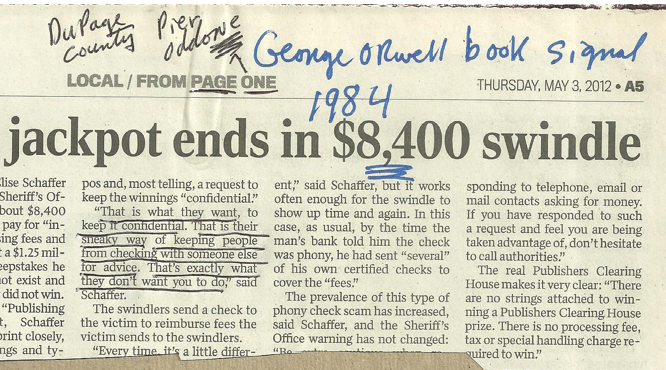 DuPage County
Pier Oddone
George ORwell book Signal
1984
LOCAL / FROM PAGE ONE
THURSDAY, MAY 3, 2012 • A5
jackpot ends in $8,400 swindle
lise Schaffer
Sheriff's Of-
bout $8,400
pay for "in-
sing fees and
t a $1.25 mil-
eepstakes he
not exist and
did not win.
"Publishing
t, Schaffer
print closely,
ngs and ty-
pos and, most telling, a request to
keep the winnings "confidential."
"That is what they want, to
keep it confidential. That is their
sneaky way of keeping people
from checking with someone else
for advice. That's exactly what
they don't want you to do," said
Schaffer.
The swindlers send a check to
the victim to reimburse fees the
victim sends to the swindlers.
"Every time, it's a little differ-
ent," said Schaffer, but it works
often enough for the swindle to
show up time and again. In this
case, as usual, by the time the
man's bank told him the check
was phony, he had sent "several"
of his own certified checks to
cover the "fees."
The prevalence of this type of
phony check scam has increased,
said Schaffer, and the Sheriff's
Office warning has not changed:
sponding to telephone, email or
mail contacts asking for money.
If you have responded to such
a request and feel you are being
taken advantage of, don't hesitate
to call authorities."
The real Publishers Clearing
House makes it very clear: "There
are no strings attached to win-
ning a Publishers Clearing House
prize. There is no processing fee,
tax or special handling charge re-
quired to win."